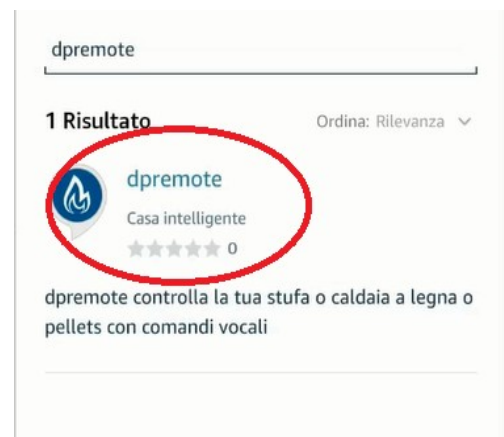 dpremote
1 Risultato
Ordina: Rilevanza
dpremote
Casa intelligente
0
dpremote controlla la tua stufa o caldaia a legna o
pellets con comandi vocali